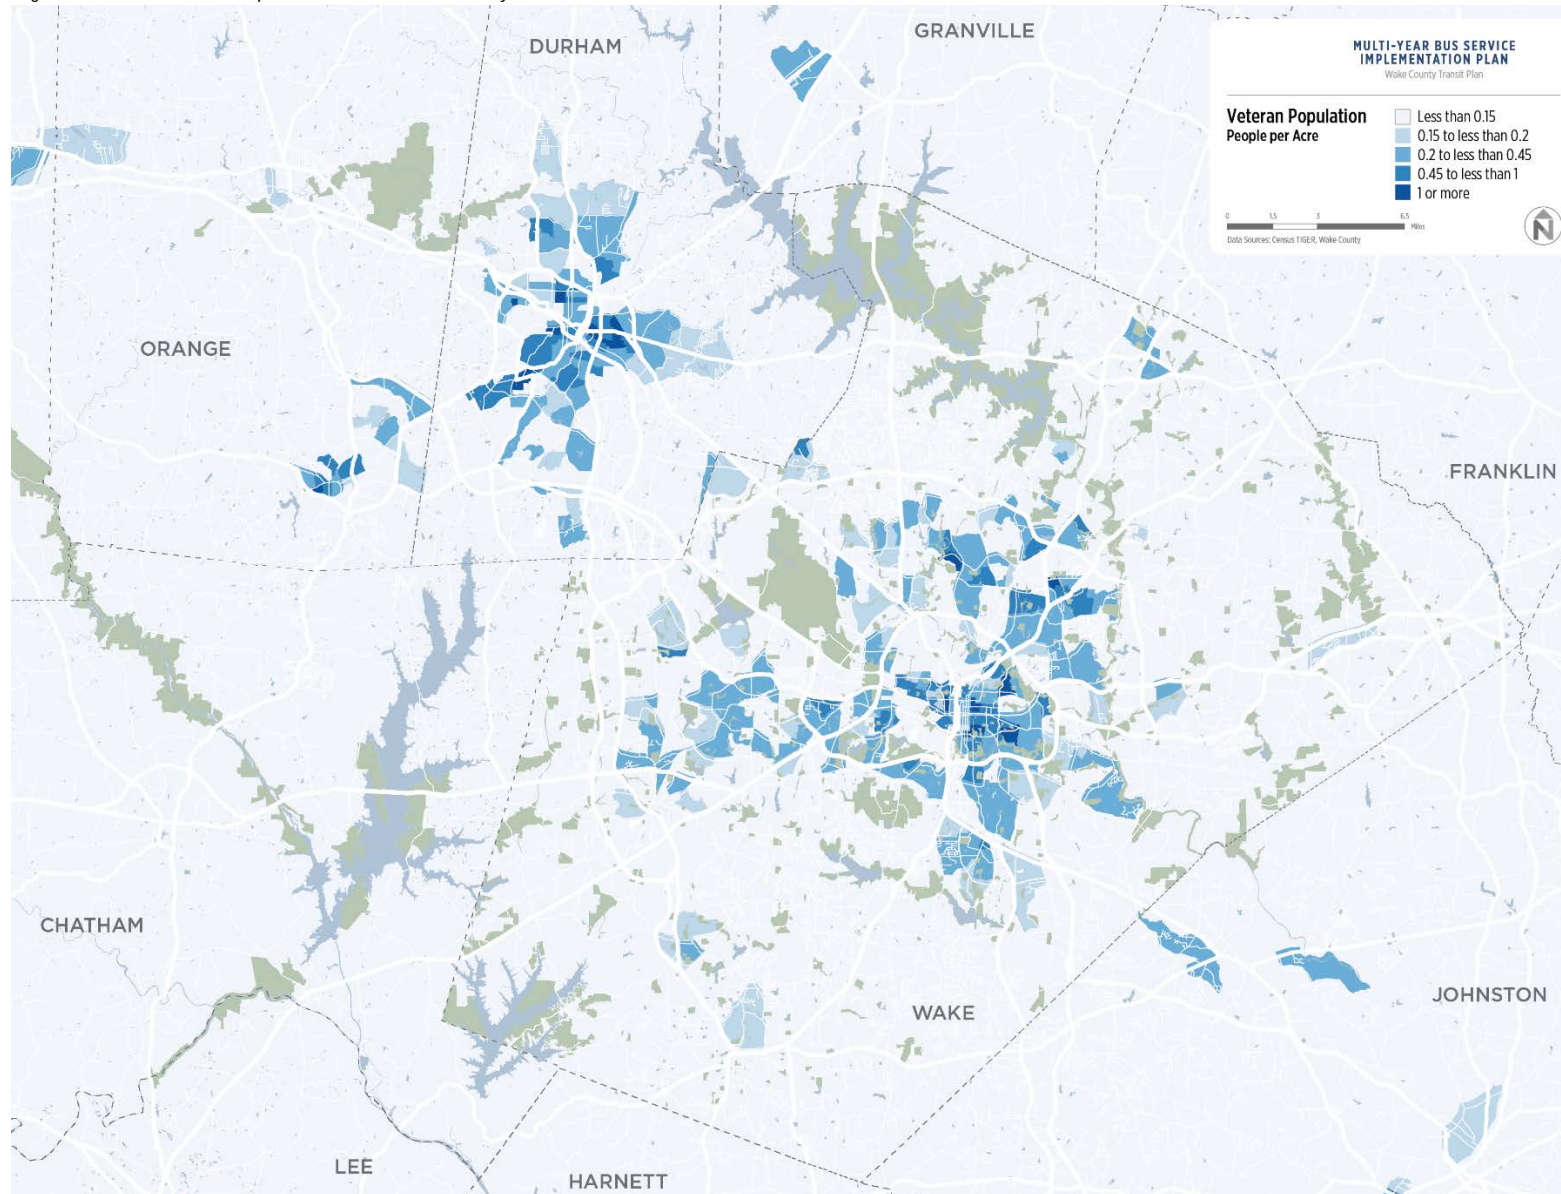 DURHAM
GRANVILLE
MULTI-YEAR BUS SERVICE
IMPLEMENTATION PLAN
Wake County Transit Plan
Veteran Population
People per Acre
Less than 0.15
0.15 to less than 0.2
0.2 to less than 0.45
0.45 to less than 1
1 or more
0 1.5 3 6.5
Miles
Data Sources: Census TIGER, Wake County
N
ORANGE
FRANKLIN
CHATHAM
JOHNSTON
WAKE
LEE
HARNETT